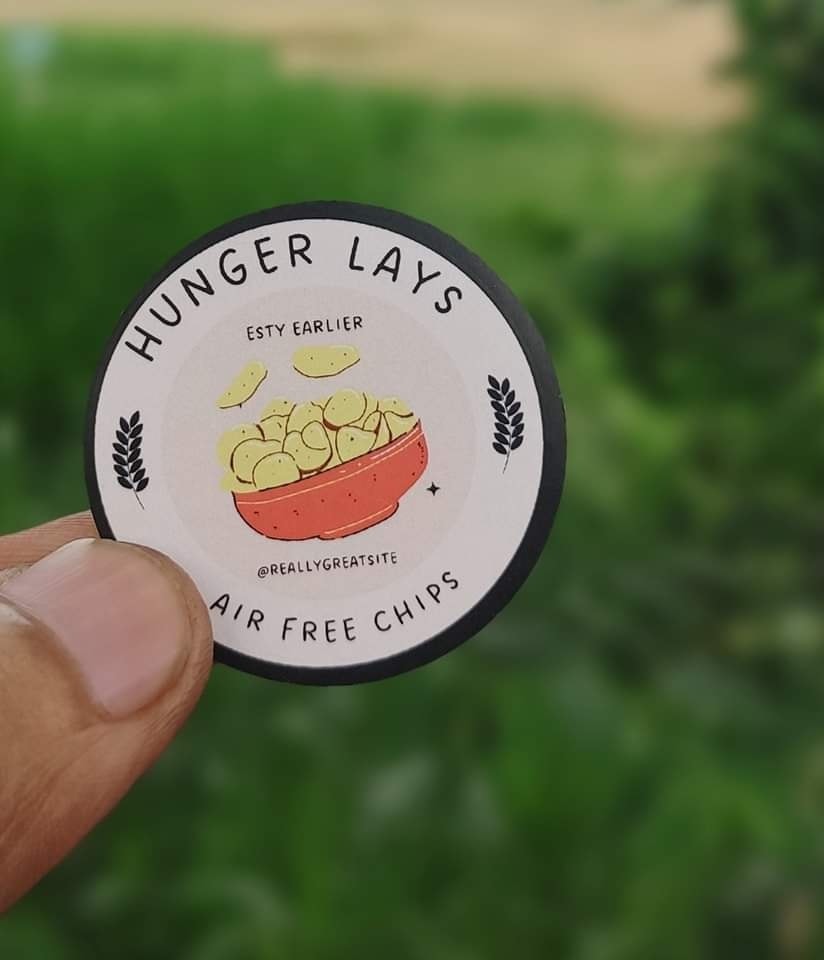 HUNGER LAYS
ESTY EARLIER
@REALLYGREATSITE
AIR FREE CHIPS